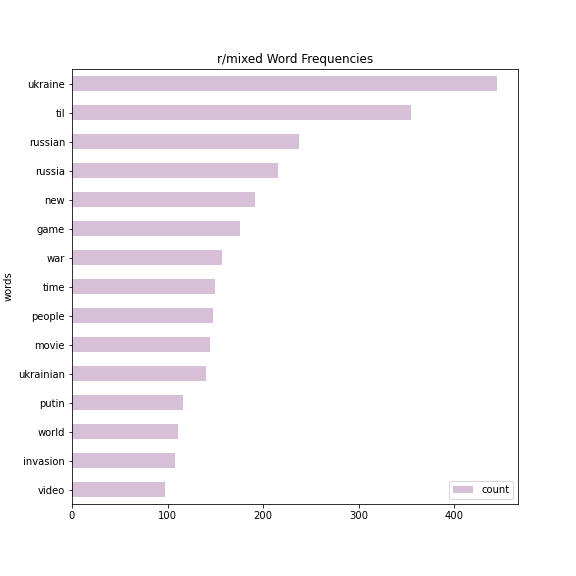 r/mixed Word Frequencies
words
ukraine
til
russian
russia
new
game
war
time
people
movie
ukrainian
putin
world
invasion
video
count
0 100 200 300 400